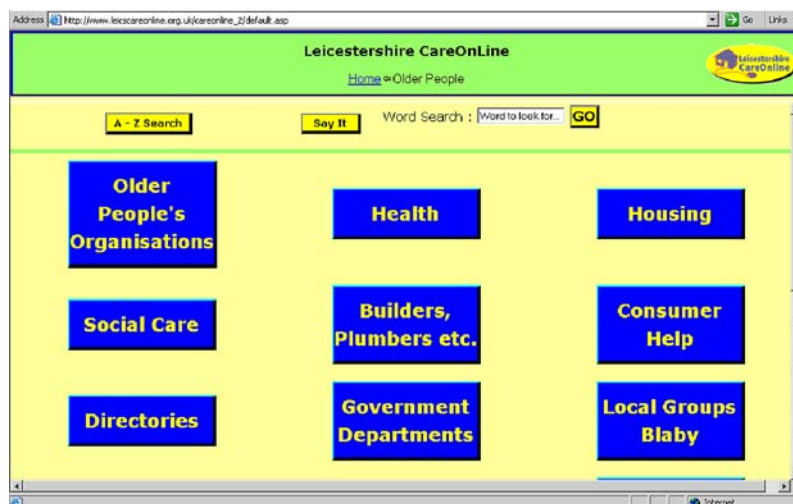 Address http://www.leicscareonline.org.uk/careonline_2/default.asp Go Links
Leicestershire CareOnLine
Home⇔Older People
Leicestershire
CareOnline
A - Z Search
Say It
Word Search : Word to look for... GO
Older
People's
Organisations
Health
Housing
Social Care
Builders,
Plumbers etc.
Consumer
Help
Directories
Government
Departments
Local Groups
Blaby
Internet